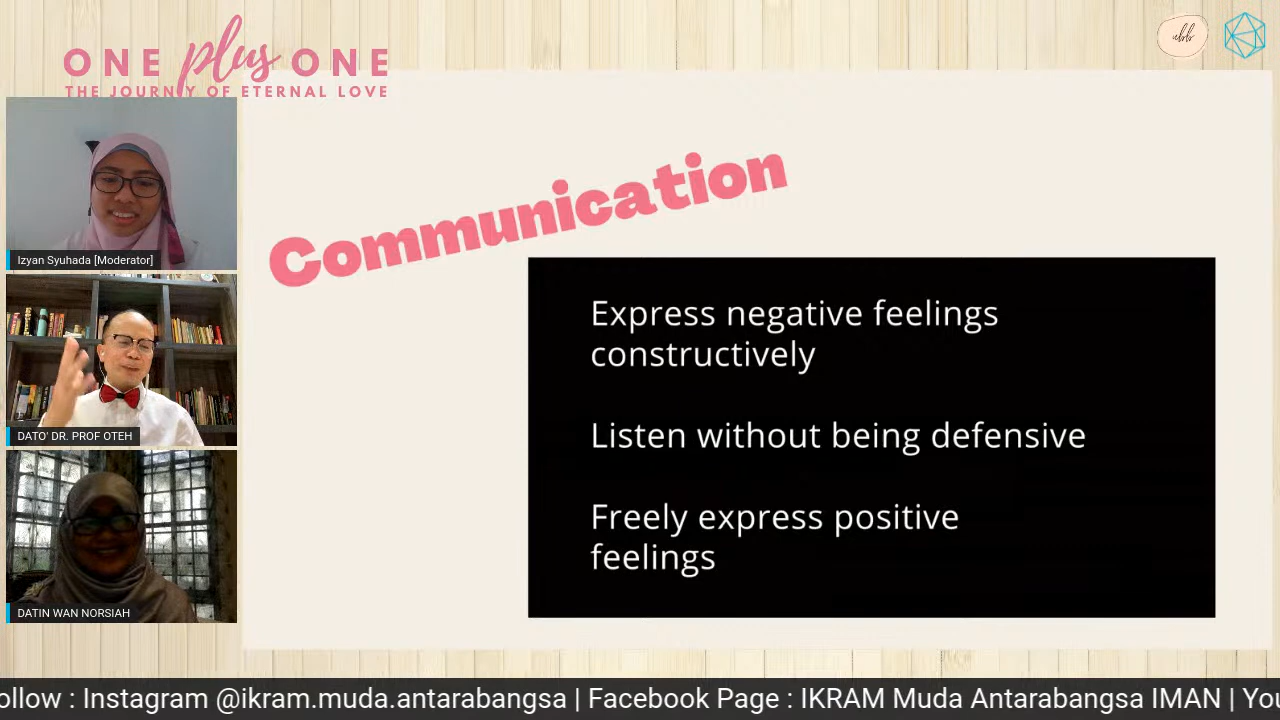 ONE plus ONE
THE JOURNEY OF ETERNAL LOVE
Izyan Syuhada [Moderator]
DATO' DR. PROF OTEH
DATIN WAN NORSIAH
Communication
Express negative feelings
constructively
Listen without being defensive
Freely express positive
feelings
ollow : Instagram @ikram.muda.antarabangsa | Facebook Page : IKRAM Muda Antarabangsa IMAN | You